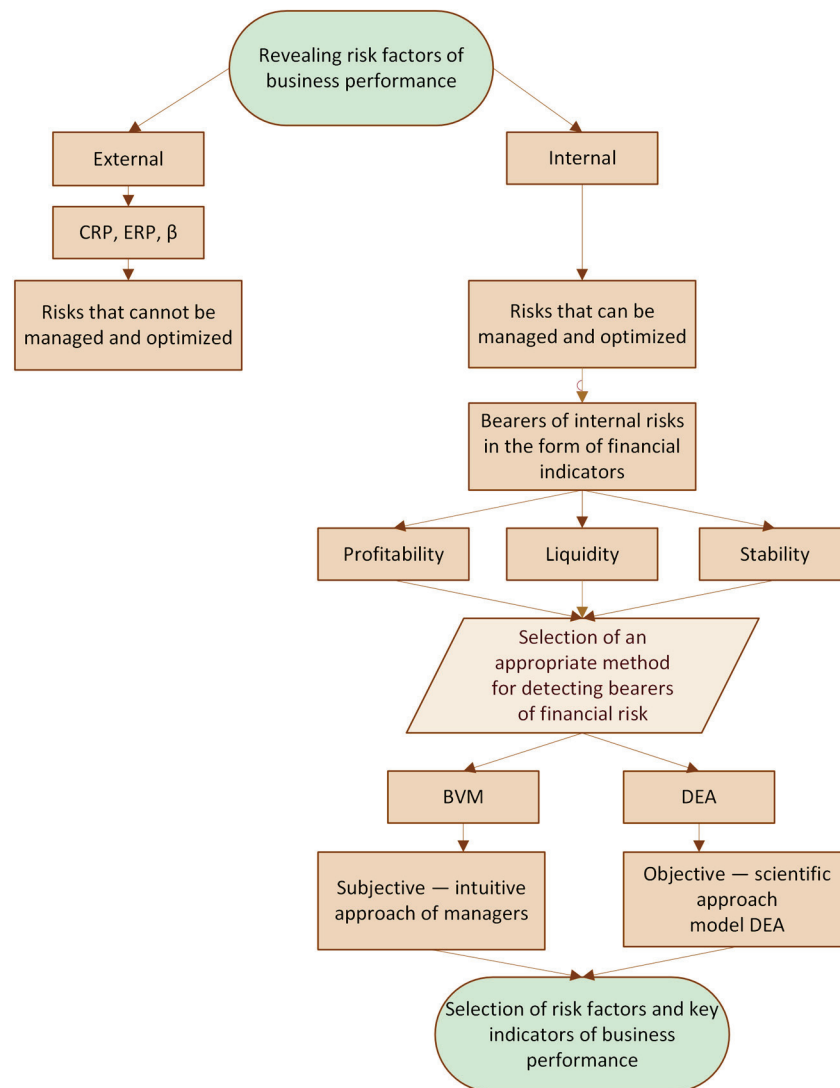 Revealing risk factors of
business performance
External
Internal
CRP, ERP, β
Risks that cannot be
managed and optimized
Risks that can be
managed and optimized
Bearers of internal risks
in the form of financial
indicators
Profitability
Liquidity
Stability
Selection of an
appropriate method
for detecting bearers
of financial risk
BVM
DEA
Subjective — intuitive
approach of managers
Objective — scientific
approach
model DEA
Selection of risk factors and key
indicators of business
performance